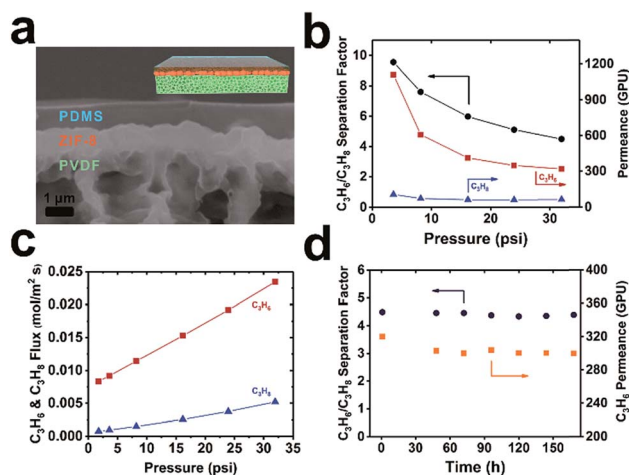 a
PDMS
ZIF-8
PVDF
1 μm
b
C₃H₆/C₃H₈ Separation Factor
10
8
6
4
2
0
0 10 20 30
Pressure (psi)
1200
900
600
300
0
Permeance (GPU)
C₃H₈
C₃H₈
c
C₃H₆ & C₃H₈ Flux (mol/m² s)
0.025
0.020
0.015
0.010
0.005
0.000
0 5 10 15 20 25 30 35
Pressure (psi)
C₃H₆
C₃H₈
d
C₃H₆/C₃H₈ Separation Factor
6
5
4
3
2
1
0
0 30 60 90 120 150
Time (h)
400
360
320
280
240
200
C₃H₆ Permeance (GPU)